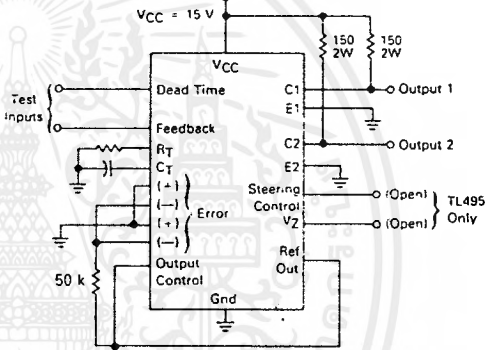 VCC = 15 V
150
2W
150
2W
VCC
Test
Inputs
Dead Time
Feedback
RT
CT
(+)
(—)
(+)
(—)
Error
Output
Control
Gnd
50 k
C1
E1
C2
E2
Steering
Control
VZ
Ref
Out
Output 1
Output 2
(Open)
(Open)
TL495
Only